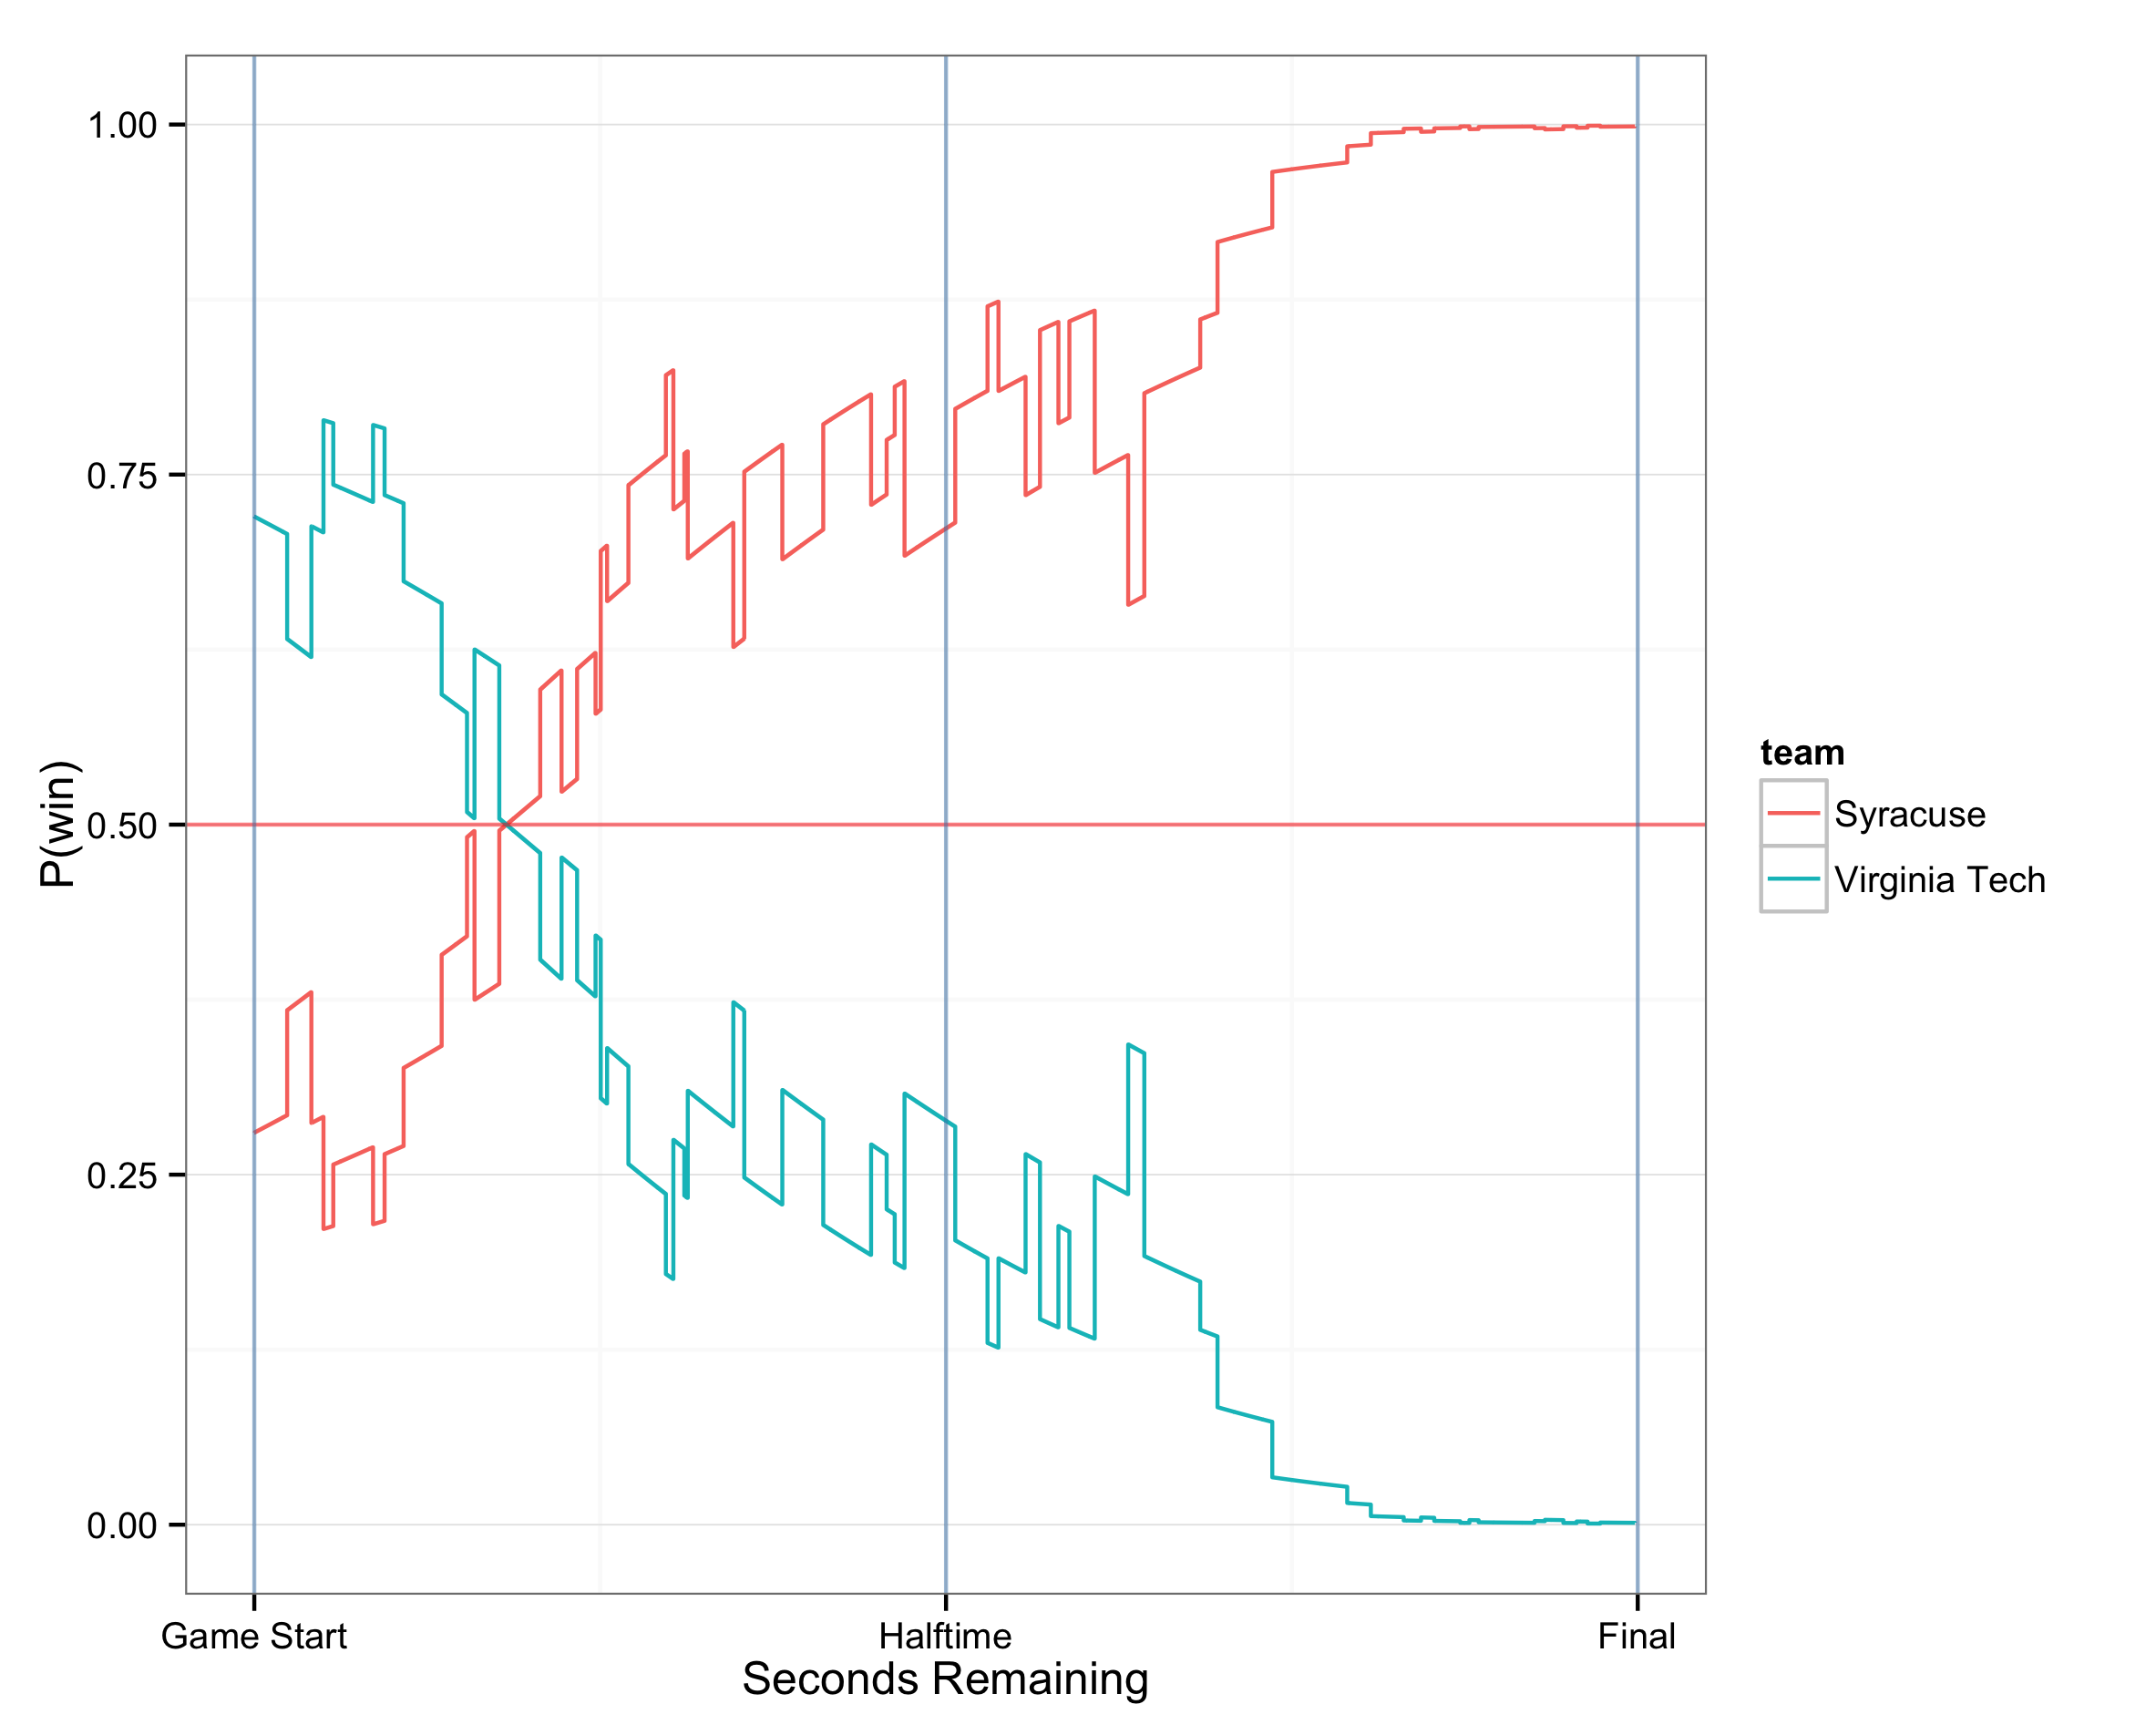 1.00
0.75
0.50
0.25
0.00
P(win)
Game Start
Halftime
Final
Seconds Remaining
team
Syracuse
Virginia Tech